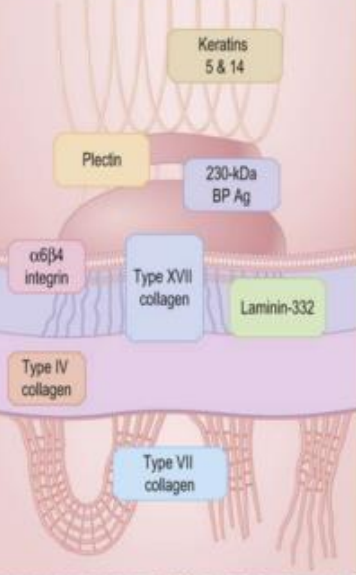 Keratins
5 & 14
Plectin
230-kDa
BP Ag
α6β4
integrin
Type XVII
collagen
Laminin-332
Type IV
collagen
Type VII
collagen